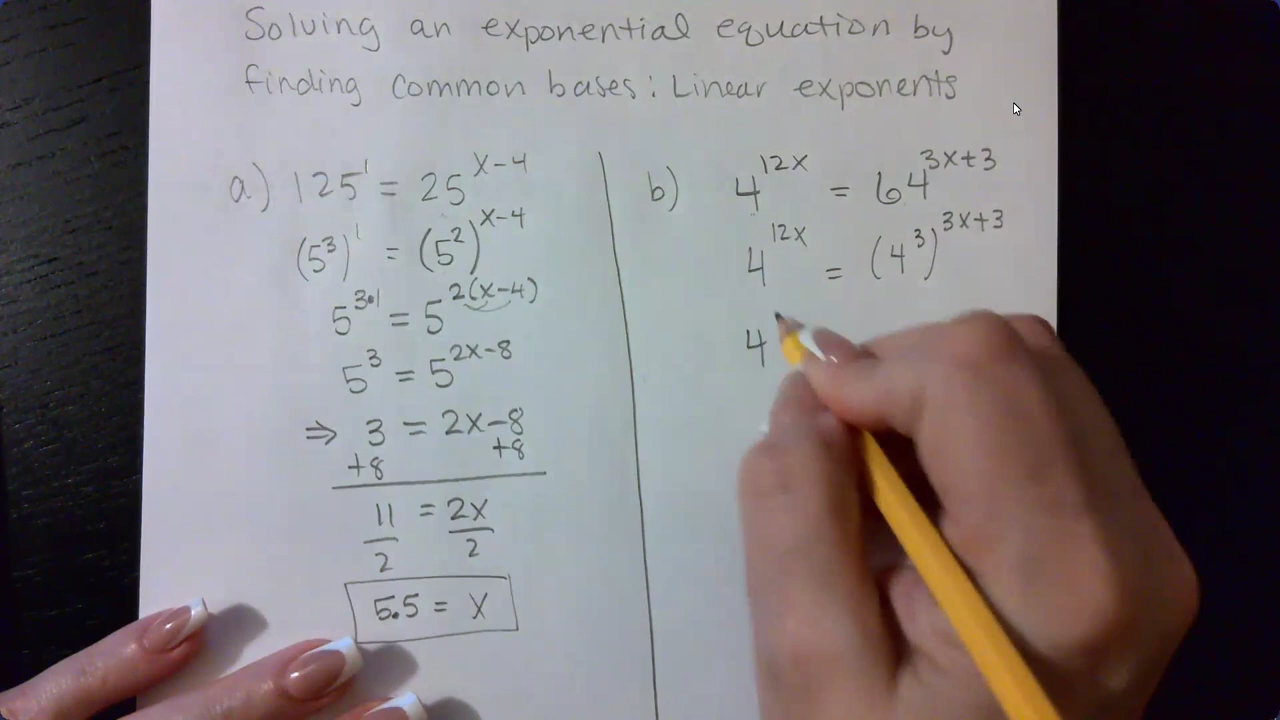 Solving an exponential equation by
finding common bases: Linear exponents
a) 125^1 = 25^(x-4)
(5^3)^1 = (5^2)^(x-4)
5^(3•1) = 5^(2(x-4))
5^3 = 5^(2x-8)
⇒ 3 = 2x-8
+8 +8
11/2 = 2x/2
5.5 = x
b) 4^(12x) = 64^(3x+3)
4^(12x) = (4^3)^(3x+3)
4